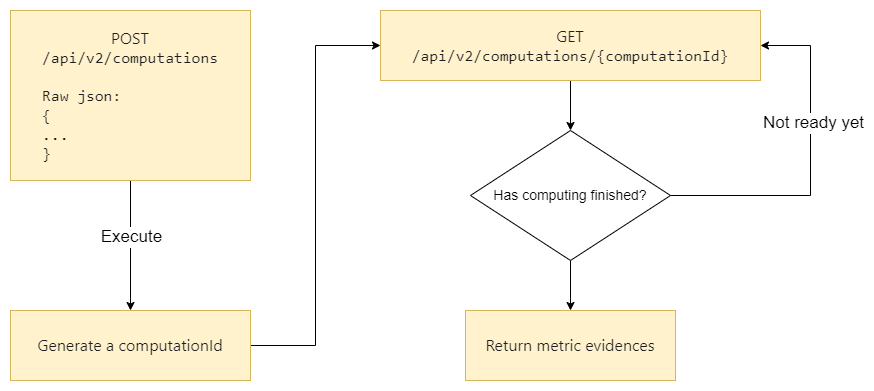 POST
/api/v2/computations
Raw json:
{
...
}
Execute
Generate a computationId
GET
/api/v2/computations/{computationId}
Not ready yet
Has computing finished?
Return metric evidences